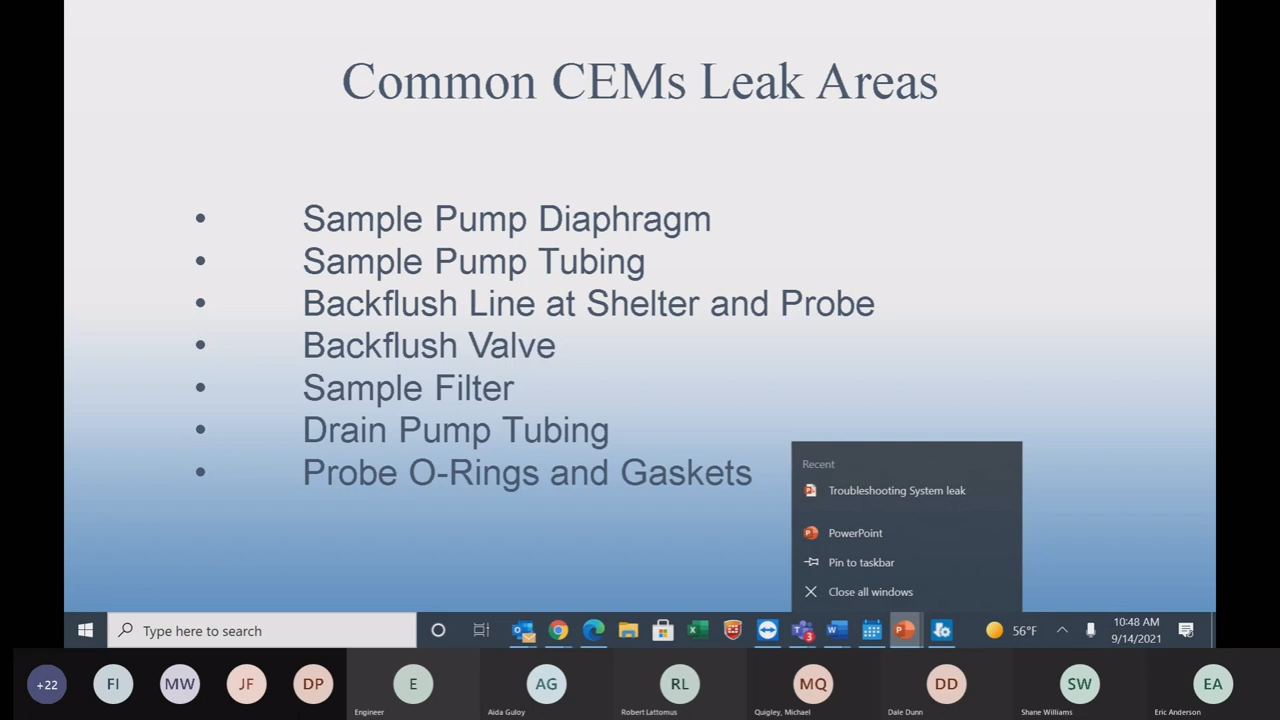 Common CEMs Leak Areas
• Sample Pump Diaphragm
• Sample Pump Tubing
• Backflush Line at Shelter and Probe
• Backflush Valve
• Sample Filter
• Drain Pump Tubing
• Probe O-Rings and Gaskets
Recent
Troubleshooting System leak
PowerPoint
Pin to taskbar
Close all windows
Type here to search
3
56°F
10:48 AM
9/14/2021
+22
FI
MW
JF
DP
E
AG
RL
MQ
DD
SW
EA
Engineer
Aida Guloy
Robert Lattomus
Quigley, Michael
Dale Dunn
Shane Williams
Eric Anderson